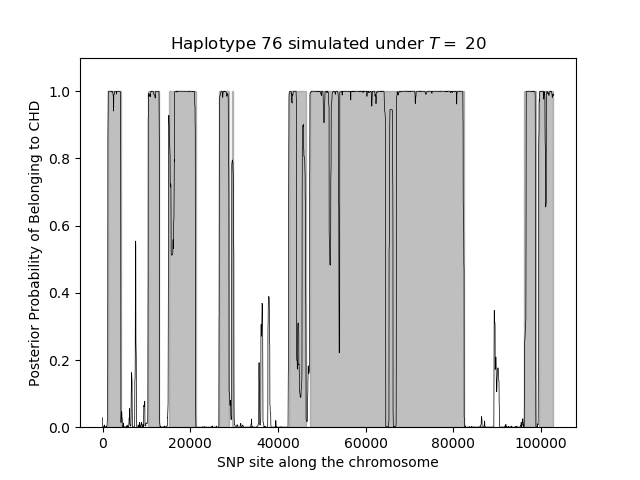 Haplotype 76 simulated under T = 20
Posterior Probability of Belonging to CHD
1.0
0.8
0.6
0.4
0.2
0.0
0 20000 40000 60000 80000 100000
SNP site along the chromosome